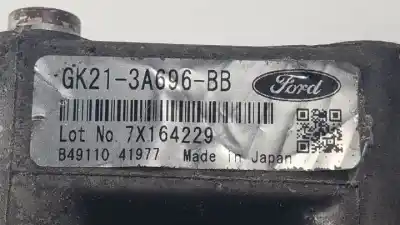 GK21-3A696-BB
Ford
Lot No. 7X164229
B49110 41977 Made in Japan